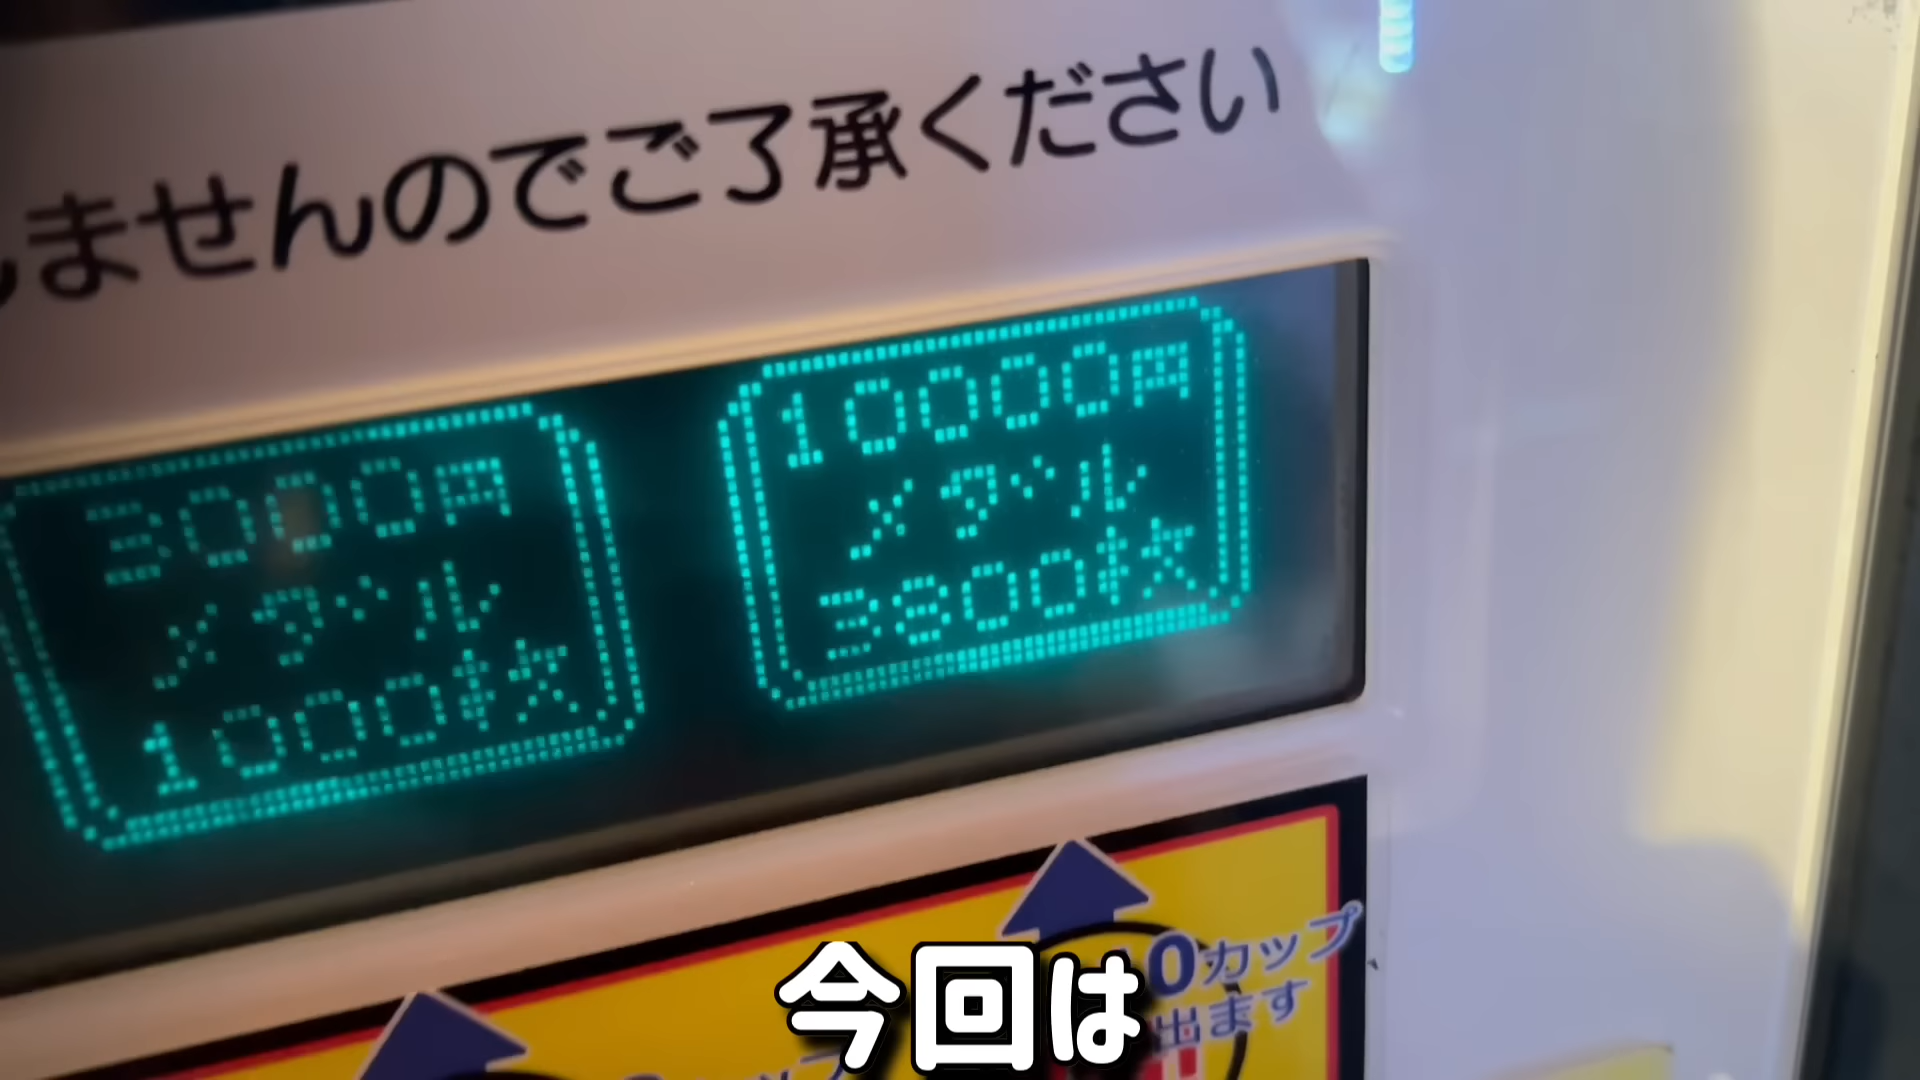 ませんのでご了承ください
3000円
メダル
1000枚
10000円
メダル
3800枚
0カップ
出ます
今回は